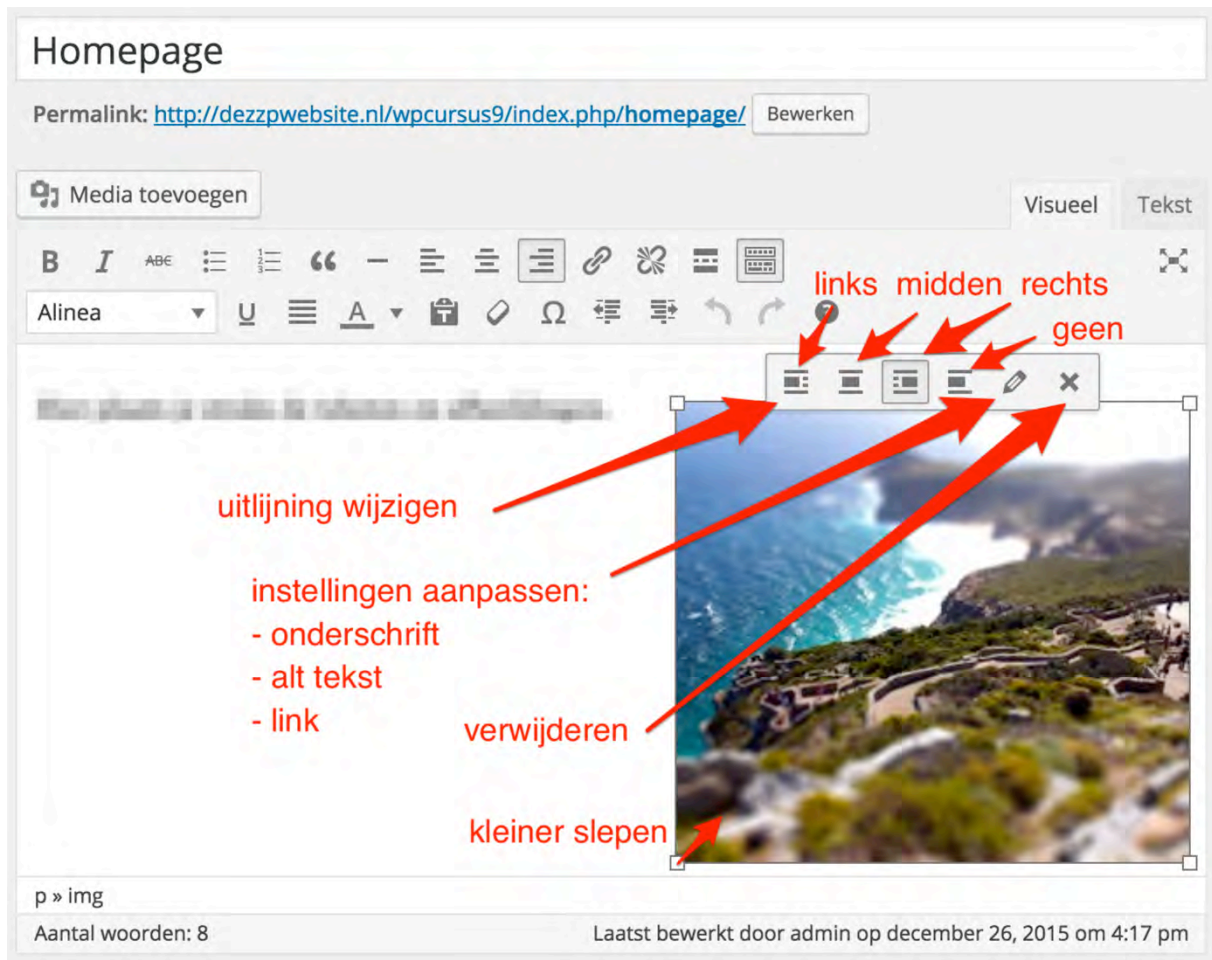 Homepage
Permalink: http://dezzpwebsite.nl/wpcursus9/index.php/homepage/ Bewerken
Media toevoegen
Visueel Tekst
B I ABC
links midden rechts
Alinea U A T Ω ?
geen
uitlijning wijzigen
instellingen aanpassen:
- onderschrift
- alt tekst
- link
verwijderen
kleiner slepen
p » img
Aantal woorden: 8 Laatst bewerkt door admin op december 26, 2015 om 4:17 pm